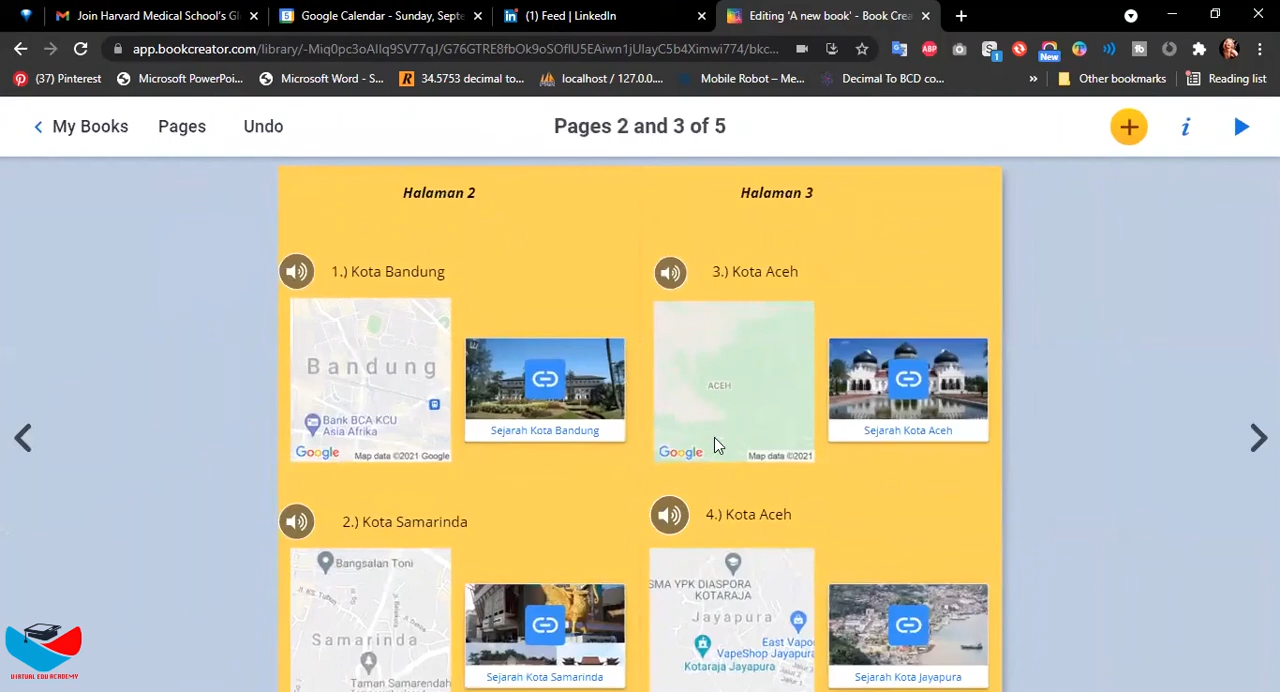 Join Harvard Medical School's Gl
Google Calendar - Sunday, Septe
(1) Feed | LinkedIn
Editing 'A new book' - Book Crea
app.bookcreator.com/library/-Miq0pc3oAIlq9SV77qJ/G76GTRE8fbOk9oSOflU5EAiwn1jUlayC5b4Ximwi774/bkc...
1
New
(37) Pinterest
Microsoft PowerPoi...
Microsoft Word - S...
34.5753 decimal to...
localhost / 127.0.0....
Mobile Robot – Me...
Decimal To BCD co...
»
Other bookmarks
Reading list
My Books
Pages
Undo
Pages 2 and 3 of 5
Halaman 2
1.) Kota Bandung
Bandung
Bank BCA KCU
Asia Afrika
Google
Map data ©2021 Google
Sejarah Kota Bandung
2.) Kota Samarinda
Bangsalan Toni
Samarinda
Taman Samarendah
Sejarah Kota Samarinda
Halaman 3
3.) Kota Aceh
ACEH
Google
Map data ©2021
Sejarah Kota Aceh
4.) Kota Aceh
SMA YPK DIASPORA
KOTARAJA
Jayapura
East Vapo
VapeShop Jayapura
Kotaraja Jayapura
Sejarah Kota Jayapura
VIRTUAL EDU ACADEMY